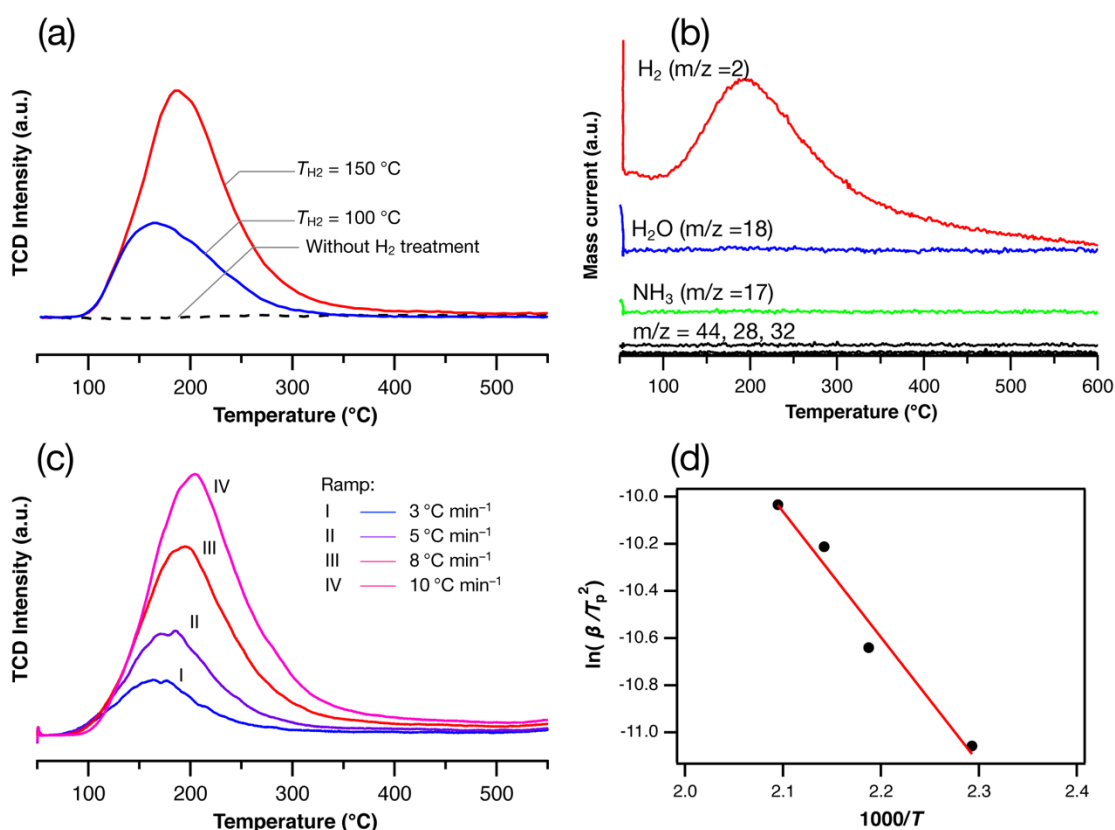 (a)
TCD Intensity (a.u.)
T_H2 = 150 °C
T_H2 = 100 °C
Without H₂ treatment
100 200 300 400 500
Temperature (°C)
(b)
Mass current (a.u.)
H₂ (m/z =2)
H₂O (m/z =18)
NH₃ (m/z =17)
m/z = 44, 28, 32
100 200 300 400 500 600
Temperature (°C)
(c)
TCD Intensity (a.u.)
IV
III
II
I
Ramp:
I 3 °C min⁻¹
II 5 °C min⁻¹
III 8 °C min⁻¹
IV 10 °C min⁻¹
100 200 300 400 500
Temperature (°C)
(d)
ln( β /Tₚ²)
-10.0
-10.2
-10.4
-10.6
-10.8
-11.0
2.0 2.1 2.2 2.3 2.4
1000/T